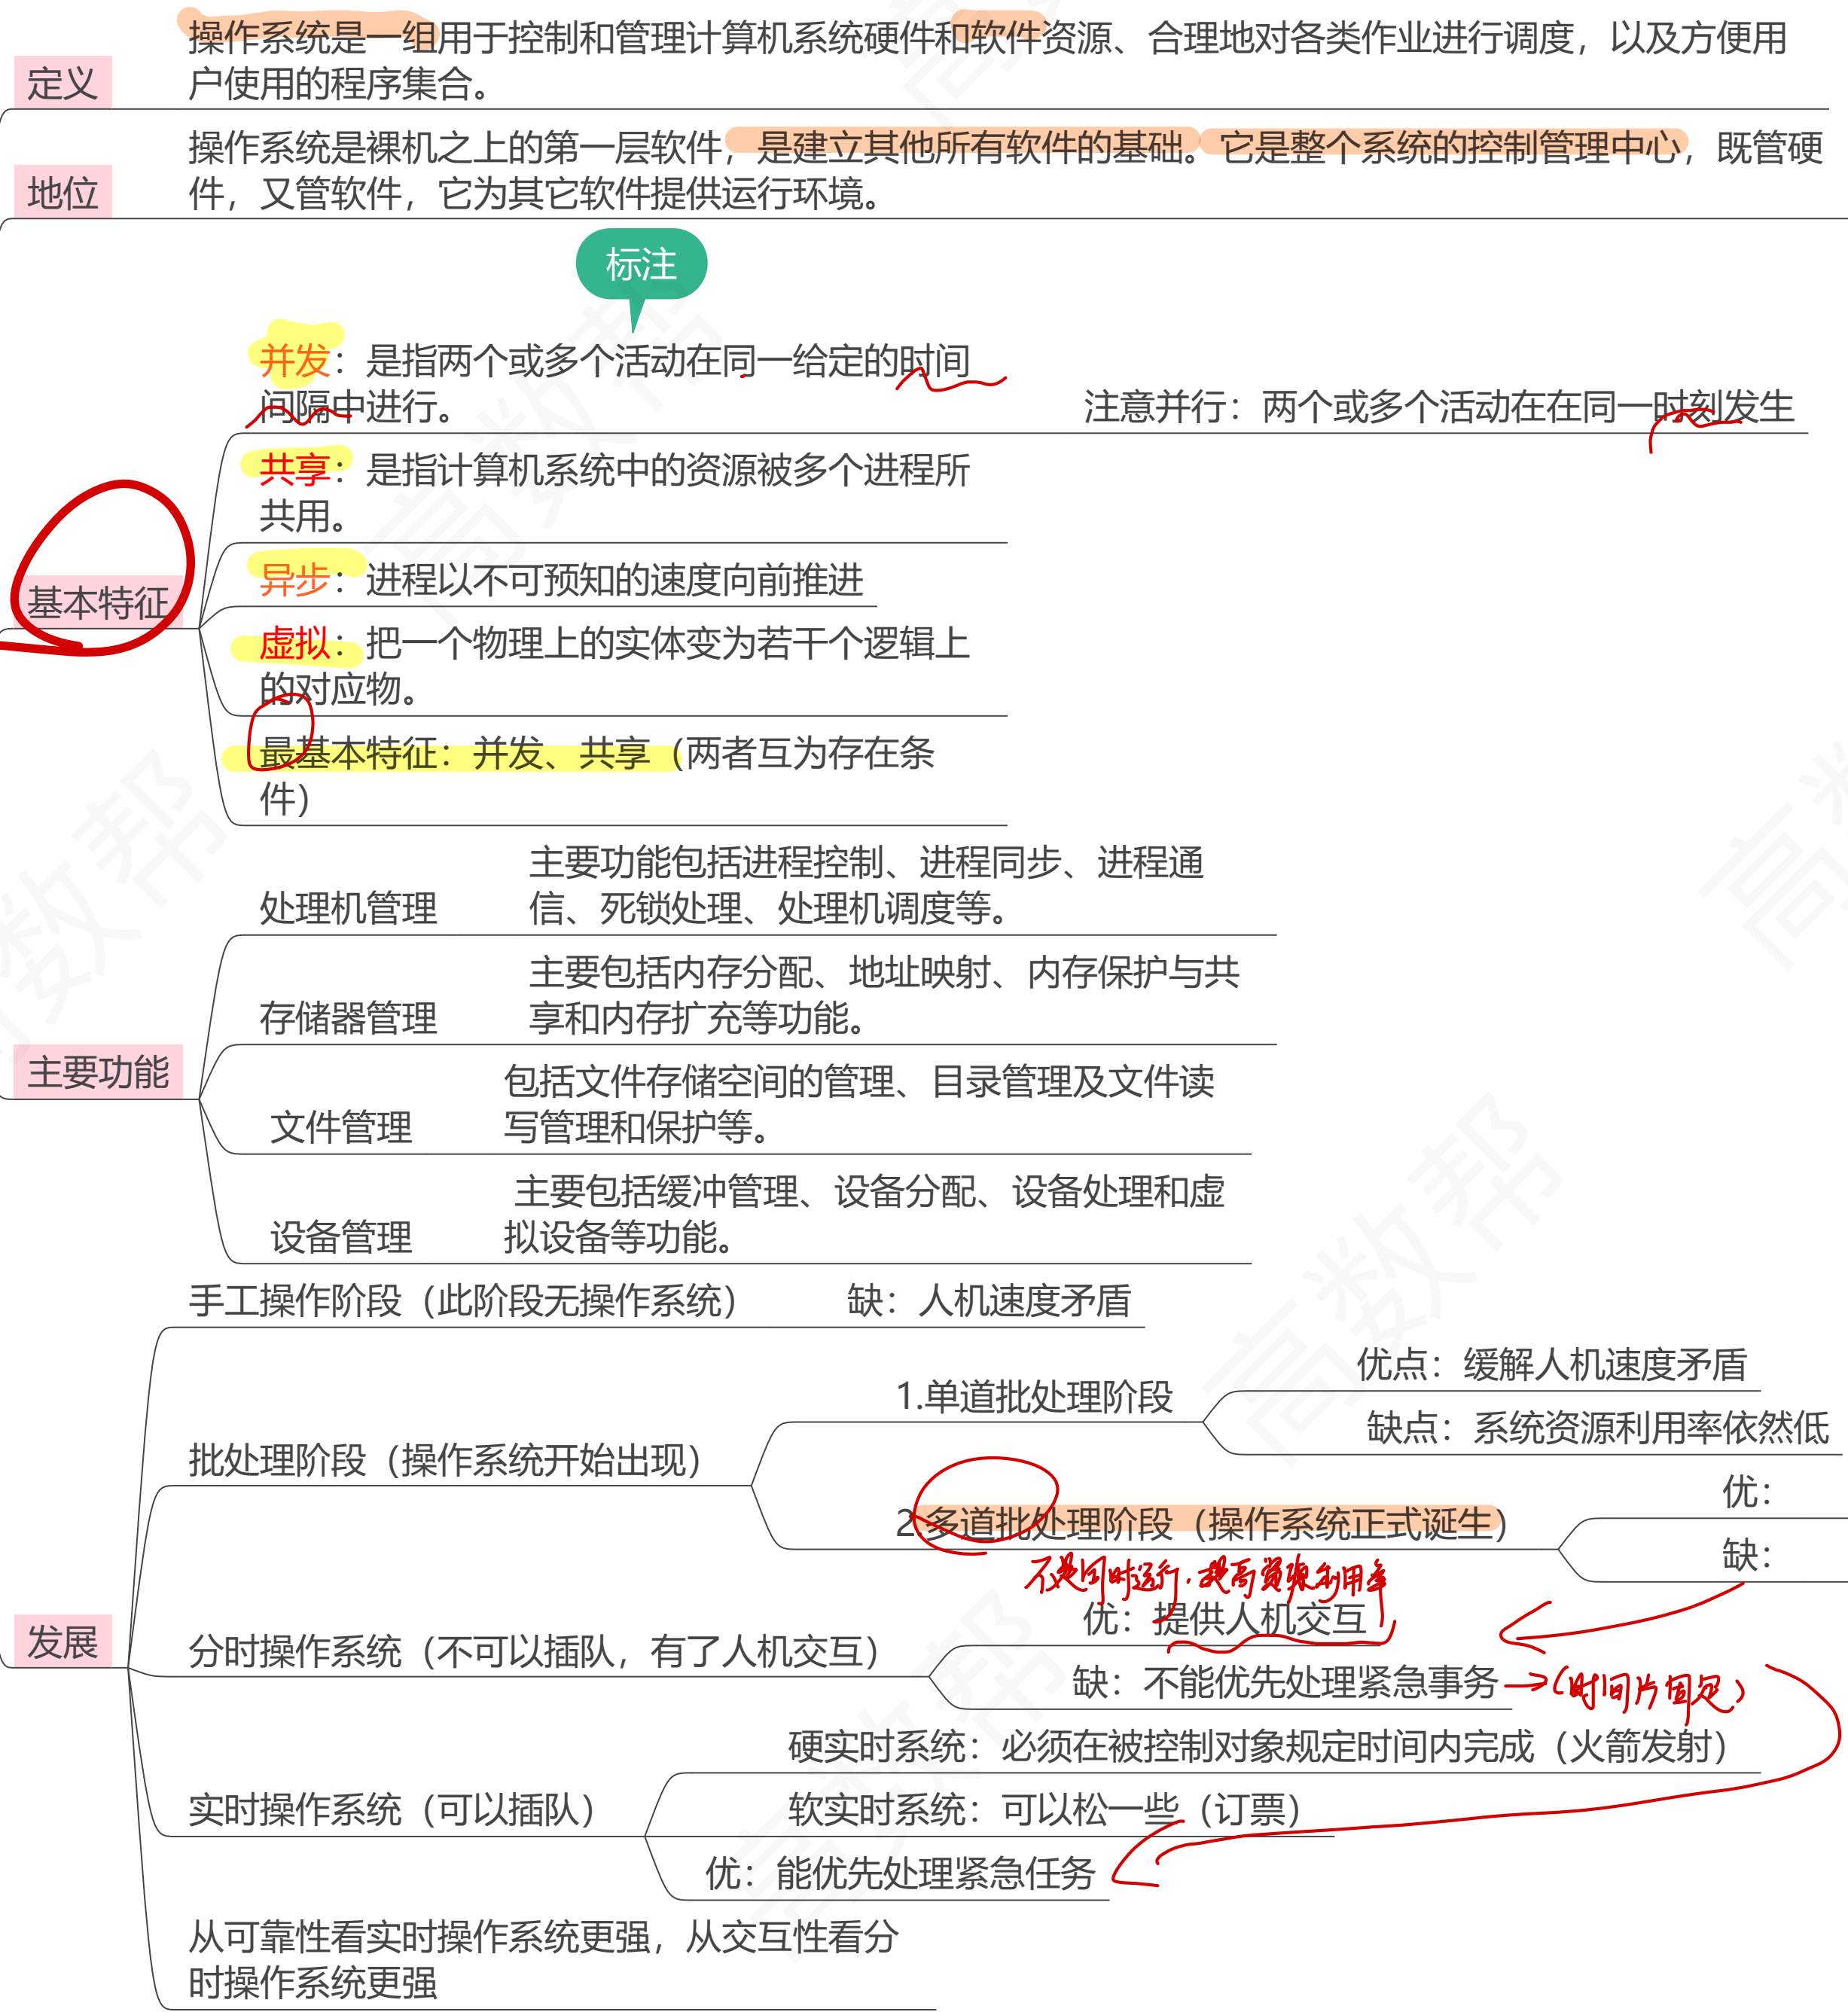 操作系统是一组用于控制和管理计算机系统硬件和软件资源、合理地对各类作业进行调度，以及方便用
定义
户使用的程序集合。
操作系统是裸机之上的第一层软件，是建立其他所有软件的基础。它是整个系统的控制管理中心，既管硬
地位
件，又管软件，它为其它软件提供运行环境。
标注
并发：是指两个或多个活动在同一给定的时间
间隔中进行。
注意并行：两个或多个活动在在同一时刻发生
共享：是指计算机系统中的资源被多个进程所
共用。
异步：进程以不可预知的速度向前推进
基本特征
虚拟：把一个物理上的实体变为若干个逻辑上
的对应物。
最基本特征：并发、共享（两者互为存在条
件）
主要功能包括进程控制、进程同步、进程通
处理机管理
信、死锁处理、处理机调度等。
主要包括内存分配、地址映射、内存保护与共
存储器管理
享和内存扩充等功能。
主要功能
包括文件存储空间的管理、目录管理及文件读
文件管理
写管理和保护等。
主要包括缓冲管理、设备分配、设备处理和虚
设备管理
拟设备等功能。
手工操作阶段（此阶段无操作系统）
缺：人机速度矛盾
优点：缓解人机速度矛盾
1.单道批处理阶段
缺点：系统资源利用率依然低
批处理阶段（操作系统开始出现）
优：
2.多道批处理阶段（操作系统正式诞生）
缺：
同时运行，提高资源利用率
发展
优：提供人机交互
分时操作系统（不可以插队，有了人机交互）
缺：不能优先处理紧急事务
（时间片固定）
硬实时系统：必须在被控制对象规定时间内完成（火箭发射）
实时操作系统（可以插队）
软实时系统：可以松一些（订票）
优：能优先处理紧急任务
从可靠性看实时操作系统更强，从交互性看分
时操作系统更强
高数帮
高数帮
高数帮
高数帮